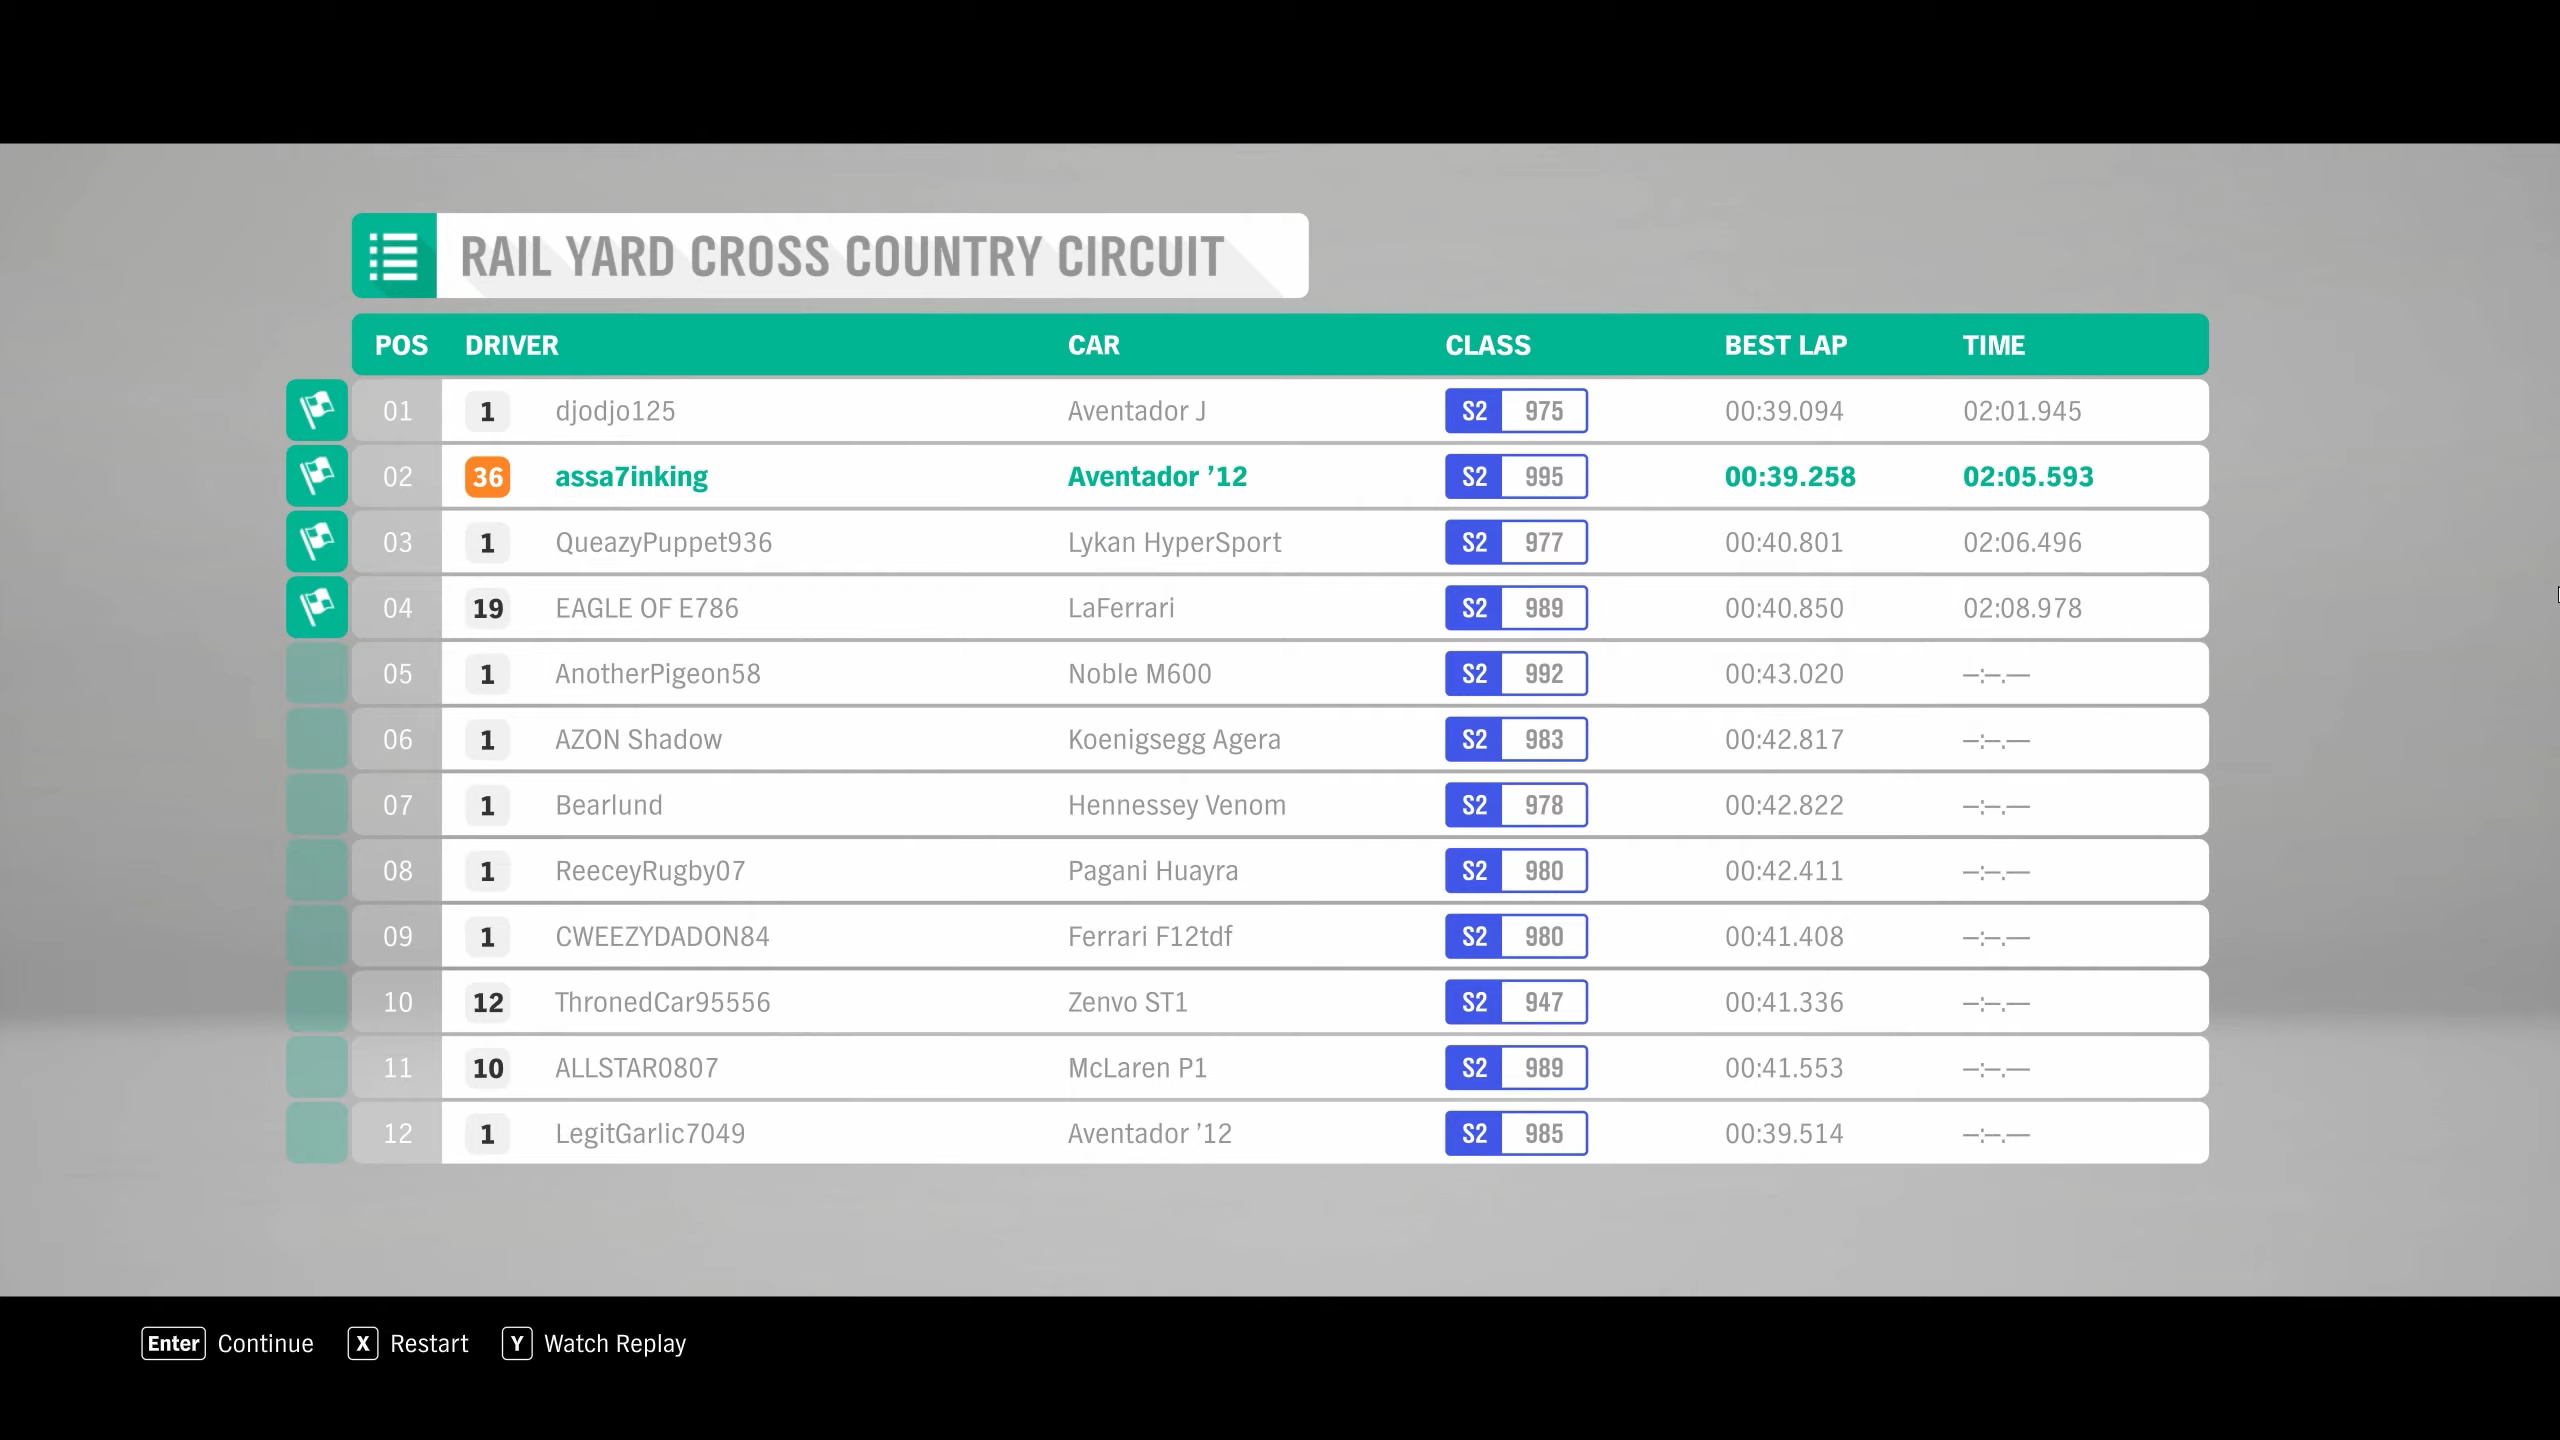 RAIL YARD CROSS COUNTRY CIRCUIT
POS DRIVER CAR CLASS BEST LAP TIME
01 1 djodjo125 Aventador J S2 975 00:39.094 02:01.945
02 36 assa7inking Aventador ’12 S2 995 00:39.258 02:05.593
03 1 QueazyPuppet936 Lykan HyperSport S2 977 00:40.801 02:06.496
04 19 EAGLE OF E786 LaFerrari S2 989 00:40.850 02:08.978
05 1 AnotherPigeon58 Noble M600 S2 992 00:43.020 –:–.––
06 1 AZON Shadow Koenigsegg Agera S2 983 00:42.817 –:–.––
07 1 Bearlund Hennessey Venom S2 978 00:42.822 –:–.––
08 1 ReeceyRugby07 Pagani Huayra S2 980 00:42.411 –:–.––
09 1 CWEEZYDADON84 Ferrari F12tdf S2 980 00:41.408 –:–.––
10 12 ThronedCar95556 Zenvo ST1 S2 947 00:41.336 –:–.––
11 10 ALLSTAR0807 McLaren P1 S2 989 00:41.553 –:–.––
12 1 LegitGarlic7049 Aventador ’12 S2 985 00:39.514 –:–.––
Enter Continue X Restart Y Watch Replay